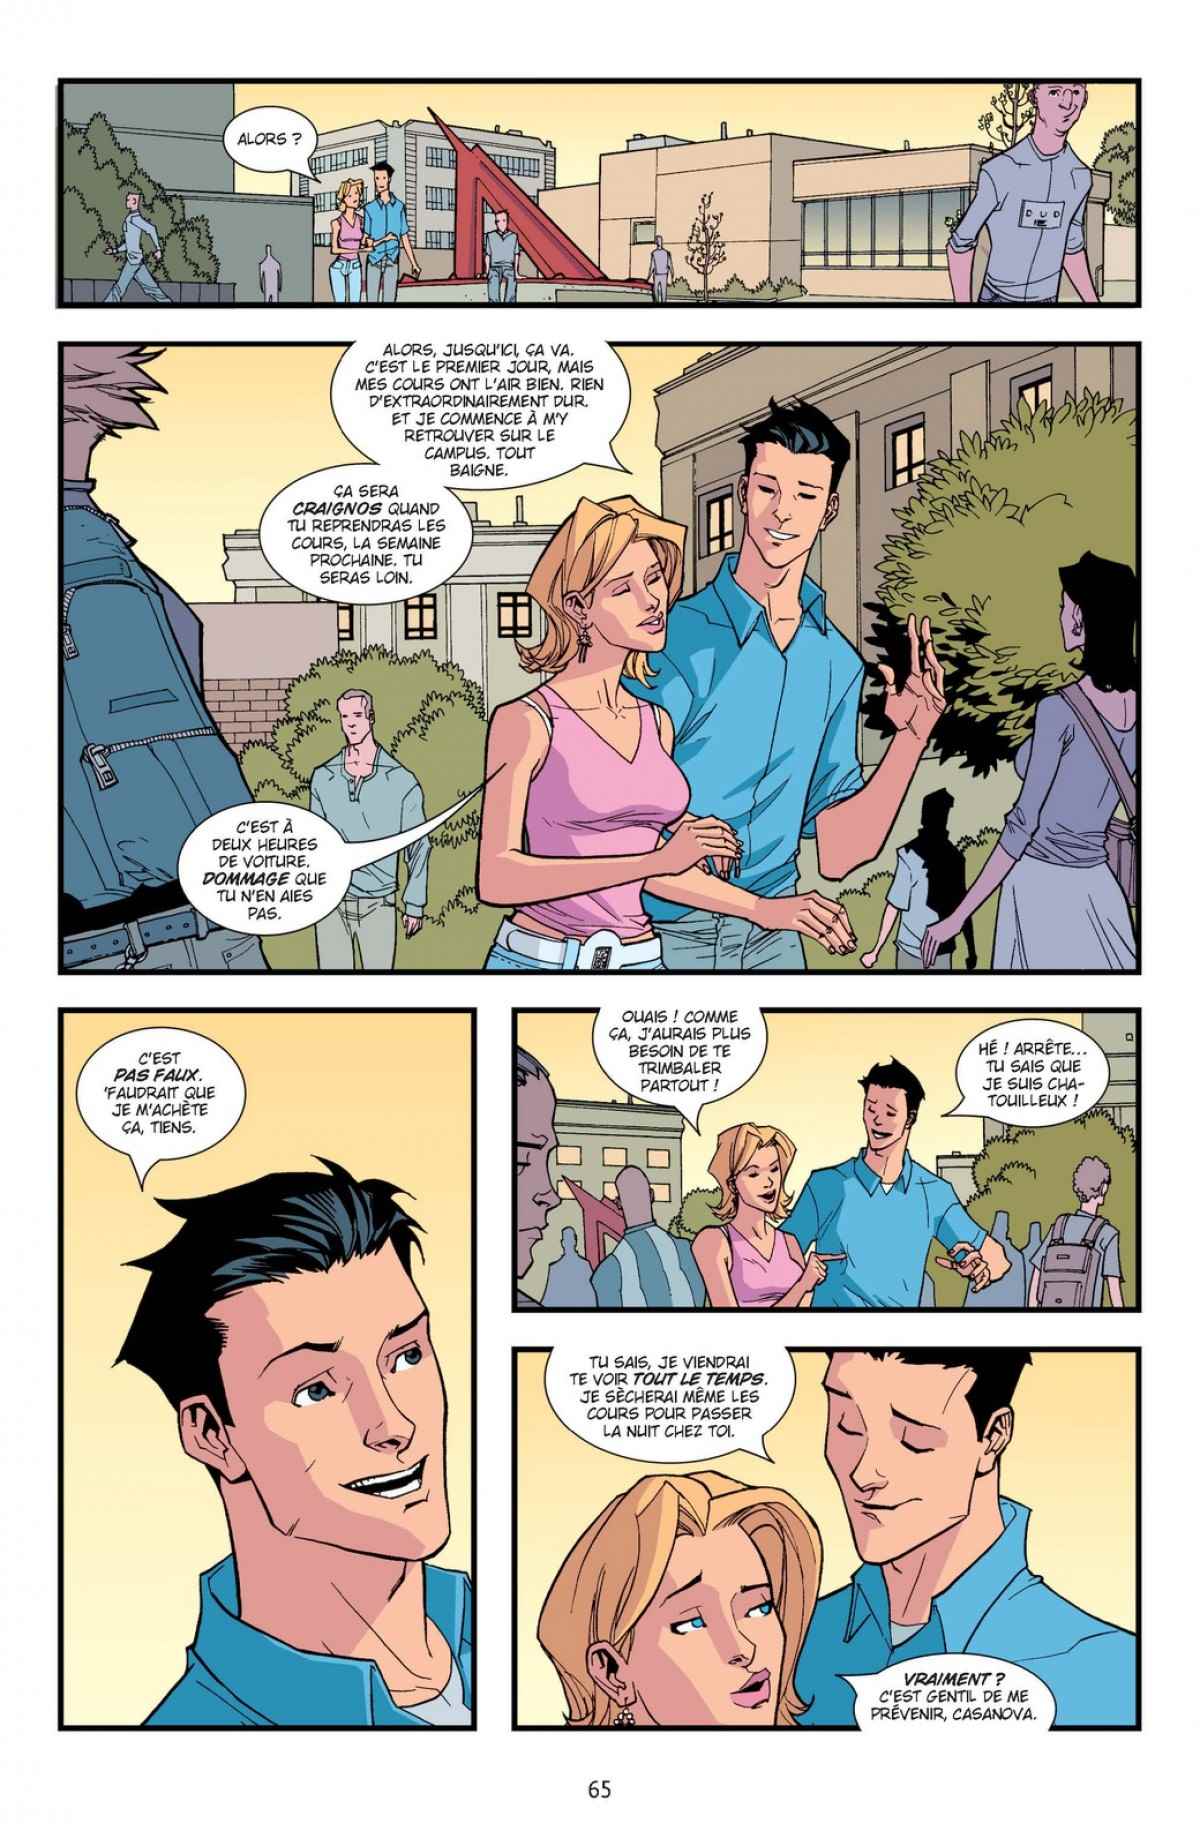 ALORS ?
DUD
ALORS, JUSQU'ICI, ÇA VA.
C'EST LE PREMIER JOUR, MAIS
MES COURS ONT L'AIR BIEN. RIEN
D'EXTRAORDINAIREMENT DUR.
ET JE COMMENCE À M'Y
RETROUVER SUR LE
CAMPUS. TOUT
BAIGNE.
ÇA SERA
CRAIGNOS QUAND
TU REPRENDRAS LES
COURS, LA SEMAINE
PROCHAINE. TU
SERAS LOIN.
C'EST À
DEUX HEURES
DE VOITURE.
DOMMAGE QUE
TU N'EN AIES
PAS.
C'EST
PAS FAUX.
'FAUDRAIT QUE
JE M'ACHÈTE
ÇA, TIENS.
OUAIS ! COMME
ÇA, J'AURAIS PLUS
BESOIN DE TE
TRIMBALER
PARTOUT !
HÉ ! ARRÊTE...
TU SAIS QUE
JE SUIS CHA-
TOUILLEUX !
TU SAIS, JE VIENDRAI
TE VOIR TOUT LE TEMPS.
JE SÈCHERAI MÊME LES
COURS POUR PASSER
LA NUIT CHEZ TOI.
VRAIMENT ?
C'EST GENTIL DE ME
PRÉVENIR, CASANOVA.
65